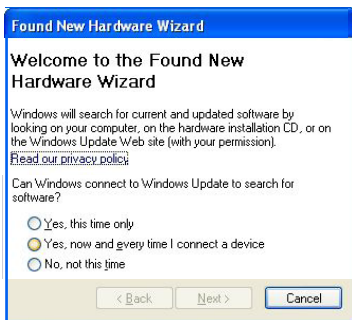 Found New Hardware Wizard
Welcome to the Found New
Hardware Wizard
Windows will search for current and updated software by
looking on your computer, on the hardware installation CD, or on
the Windows Update Web site (with your permission).
Read our privacy policy
Can Windows connect to Windows Update to search for
software?
Yes, this time only
Yes, now and every time I connect a device
No, not this time
< Back
Next >
Cancel